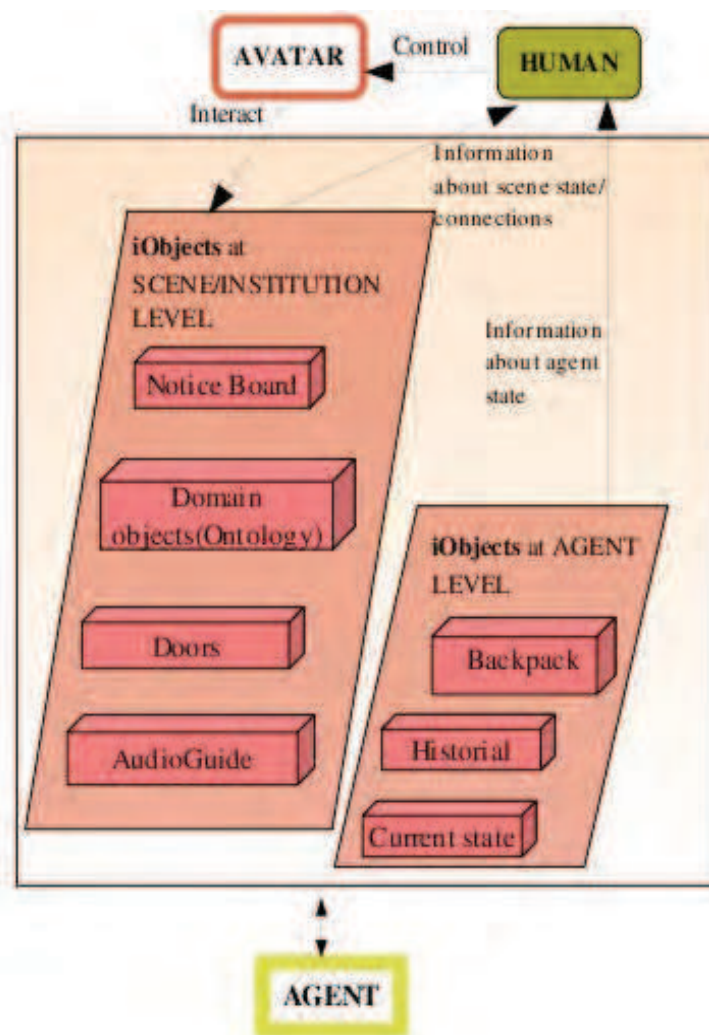 AVATAR
Control
HUMAN
Interact
Information
about scene state/
connections
iObjects at
SCENE/INSTITUTION
LEVEL
Notice Board
Domain
objects(Ontology)
Doors
AudioGuide
Information
about agent
state
iObjects at AGENT
LEVEL
Backpack
Historial
Current state
AGENT